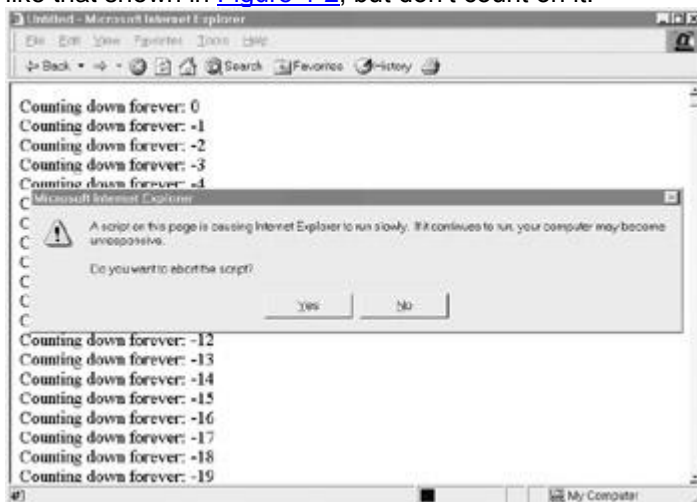 like that shown in Figure 4-2, but don't count on it.
Untitled - Microsoft Internet Explorer
File Edit View Favorites Tools Help
Back Search Favorites History
Counting down forever: 0
Counting down forever: -1
Counting down forever: -2
Counting down forever: -3
Counting down forever: -4
Microsoft Internet Explorer
C
C
A script on this page is causing Internet Explorer to run slowly. If it continues to run, your computer may become
unresponsive.
C
C
Do you want to abort the script?
C
C
Yes No
C
Counting down forever: -12
Counting down forever: -13
Counting down forever: -14
Counting down forever: -15
Counting down forever: -16
Counting down forever: -17
Counting down forever: -18
Counting down forever: -19
My Computer